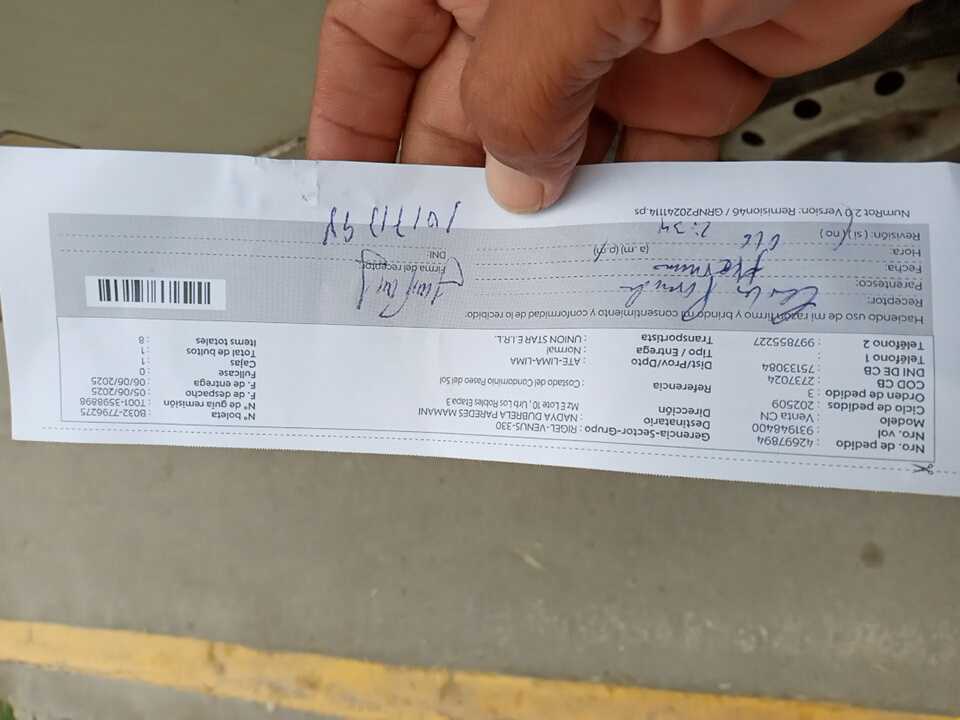 Nro. de pedido : 42697894
Nro. vol : 931948400
Modelo : Venta CN
Ciclo de pedidos : 202509
Orden de pedido : 3
COD CB : 2737024
DNI DE CB : 75133084
Teléfono 1 :
Teléfono 2 : 997855227
Gerencia-Sector-Grupo : RIGEL-VENUS-330
Destinatario : NADYA DUBRELA PAREDES MAMANI
Dirección Mz E Lote 10, Urb Los Robles Etapa 3
Referencia : Costado del Condominio Paseo del Sol
Dist/Prov/Dpto : ATE-LIMA-LIMA
Tipo / Entrega : Normal
Transportista : UNION STAR E.I.R.L.
N° boleta : B032-7796275
N° de guía remisión : T001-3598898
F. de despacho : 05/06/2025
F. de entrega : 06/06/2025
Fullcase : 0
Cajas : 1
Total de bultos : 1
Items totales : 8
Haciendo uso de mi razón firmo y brindo mi consentimiento y conformidad de lo recibido:
Receptor:
Parentesco:
Fecha:
Hora: 2:34 (a.m) (p.m)
Revisión: ( si ) ( no )
Firma del receptor
DNI:
NumRot 2.0 Version: Remision46 / GRNP20241114.ps